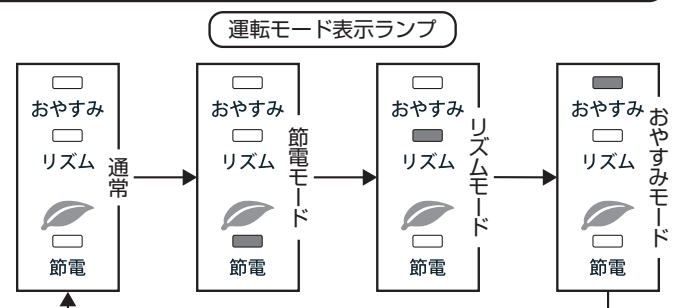 運転モード表示ランプ
おやすみ
リズム
節電
通常
おやすみ
リズム
節電
節電モード
おやすみ
リズム
節電
リズムモード
おやすみ
リズム
節電
おやすみモード